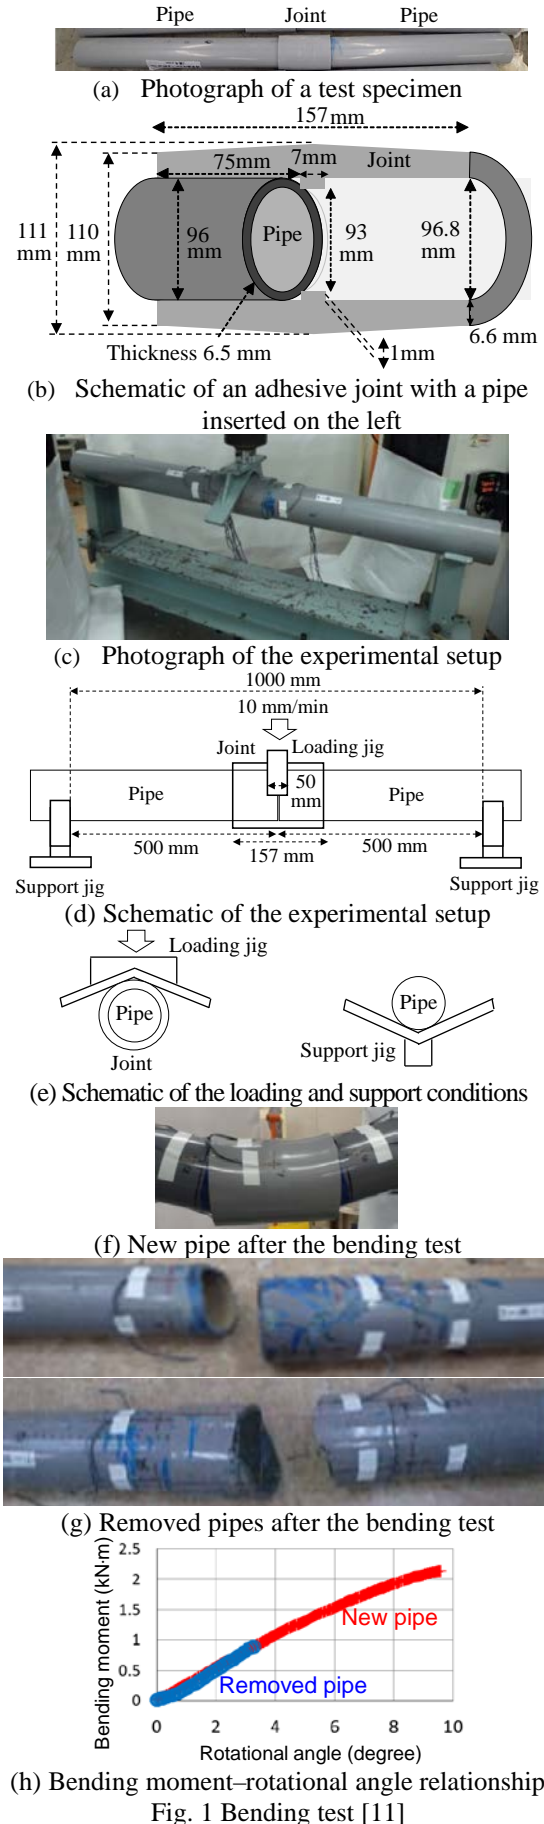 Pipe Joint Pipe
(a) Photograph of a test specimen
157 mm
75mm 7mm Joint
111 mm
110 mm
96 mm
Pipe
93 mm
96.8 mm
Thickness 6.5 mm
6.6 mm
1mm
(b) Schematic of an adhesive joint with a pipe
inserted on the left
(c) Photograph of the experimental setup
1000 mm
10 mm/min
Joint Loading jig
Pipe 50 mm Pipe
500 mm 157 mm 500 mm
Support jig Support jig
(d) Schematic of the experimental setup
Loading jig
Pipe
Joint
Pipe
Support jig
(e) Schematic of the loading and support conditions
(f) New pipe after the bending test
(g) Removed pipes after the bending test
Bending moment (kN·m)
2.5
2
1.5
1
0.5
0
New pipe
Removed pipe
0 2 4 6 8 10
Rotational angle (degree)
(h) Bending moment–rotational angle relationship
Fig. 1 Bending test [11]